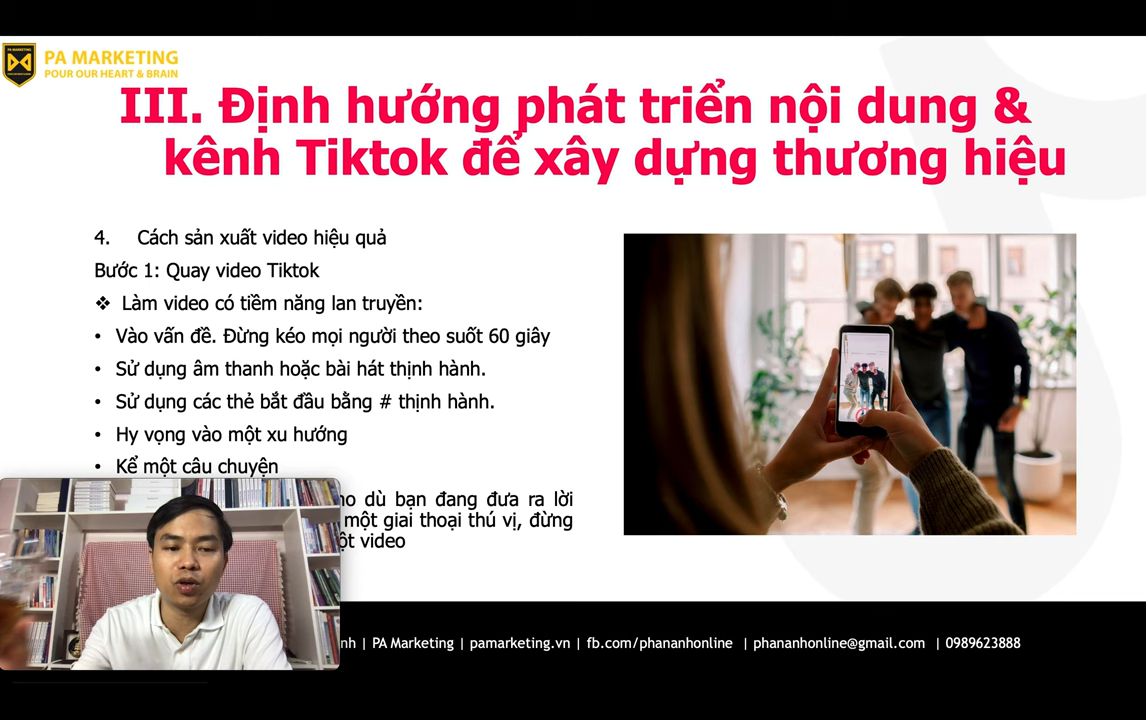 PA MARKETING
POUR OUR HEART & BRAIN
III. Định hướng phát triển nội dung &
kênh Tiktok để xây dựng thương hiệu
4. Cách sản xuất video hiệu quả
Bước 1: Quay video Tiktok
❖ Làm video có tiềm năng lan truyền:
• Vào vấn đề. Đừng kéo mọi người theo suốt 60 giây
• Sử dụng âm thanh hoặc bài hát thịnh hành.
• Sử dụng các thẻ bắt đầu bằng # thịnh hành.
• Hy vọng vào một xu hướng
• Kể một câu chuyện
dù bạn đang đưa ra lời
một giai thoại thú vị, đừng
video
| PA Marketing | pamarketing.vn | fb.com/phananhonline | phananhonline@gmail.com | 0989623888